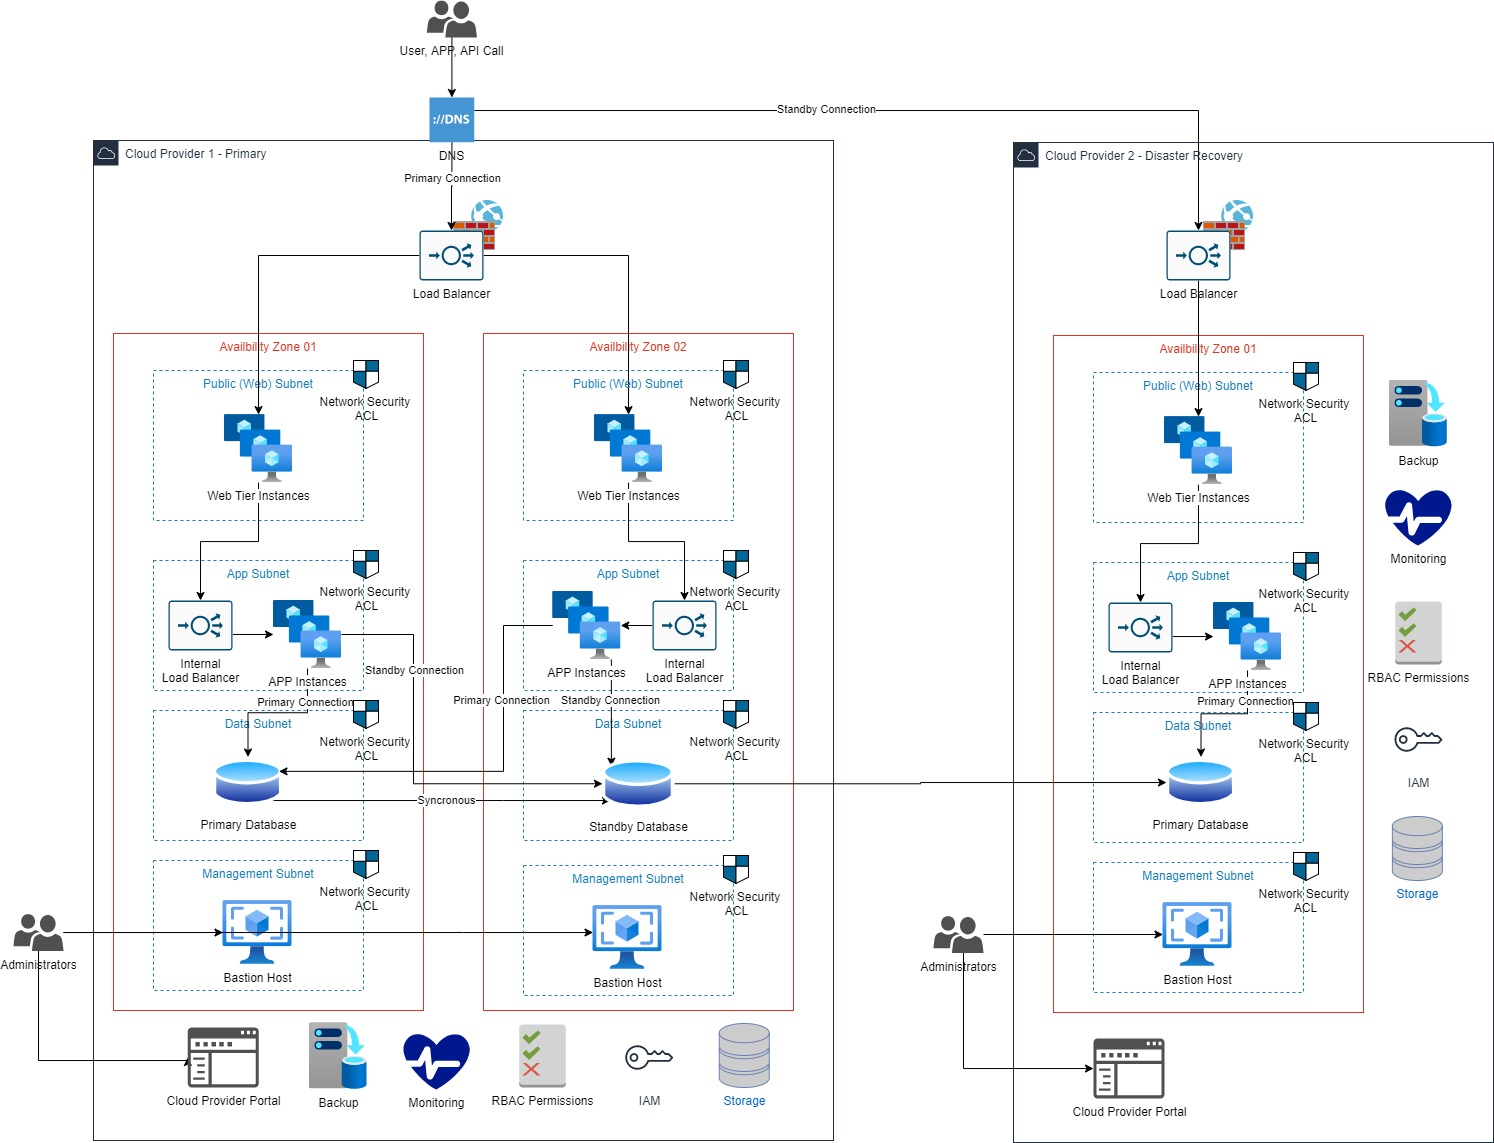 User, APP, API Call
://DNS
DNS
Standby Connection
Cloud Provider 1 - Primary
Cloud Provider 2 - Disaster Recovery
Primary Connection
Load Balancer
Load Balancer
Availbility Zone 01
Availbility Zone 02
Availbility Zone 01
Public (Web) Subnet
Network Security
ACL
Web Tier Instances
Public (Web) Subnet
Network Security
ACL
Web Tier Instances
Public (Web) Subnet
Network Security
ACL
Web Tier Instances
Backup
Monitoring
App Subnet
Network Security
ACL
Internal
Load Balancer
APP Instances
Standby Connection
Primary Connection
App Subnet
Network Security
ACL
APP Instances
Internal
Load Balancer
Primary Connection
Standby Connection
App Subnet
Network Security
ACL
Internal
Load Balancer
APP Instances
Primary Connection
RBAC Permissions
Data Subnet
Network Security
ACL
Primary Database
Syncronous
Data Subnet
Network Security
ACL
Standby Database
Data Subnet
Network Security
ACL
Primary Database
IAM
Storage
Management Subnet
Network Security
ACL
Bastion Host
Management Subnet
Network Security
ACL
Bastion Host
Management Subnet
Network Security
ACL
Bastion Host
Administrators
Administrators
Cloud Provider Portal
Backup
Monitoring
RBAC Permissions
IAM
Storage
Cloud Provider Portal